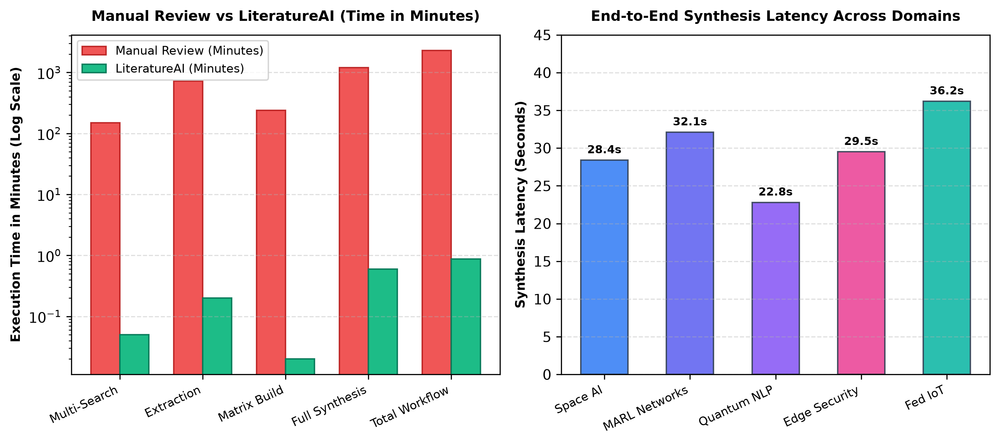 Manual Review vs LiteratureAI (Time in Minutes)
Manual Review (Minutes)
LiteratureAI (Minutes)
Execution Time in Minutes (Log Scale)
10³
10²
10¹
10⁰
10⁻¹
Multi-Search
Extraction
Matrix Build
Full Synthesis
Total Workflow
End-to-End Synthesis Latency Across Domains
Synthesis Latency (Seconds)
45
40
35
30
25
20
15
10
5
0
28.4s
32.1s
22.8s
29.5s
36.2s
Space AI
MARL Networks
Quantum NLP
Edge Security
Fed IoT